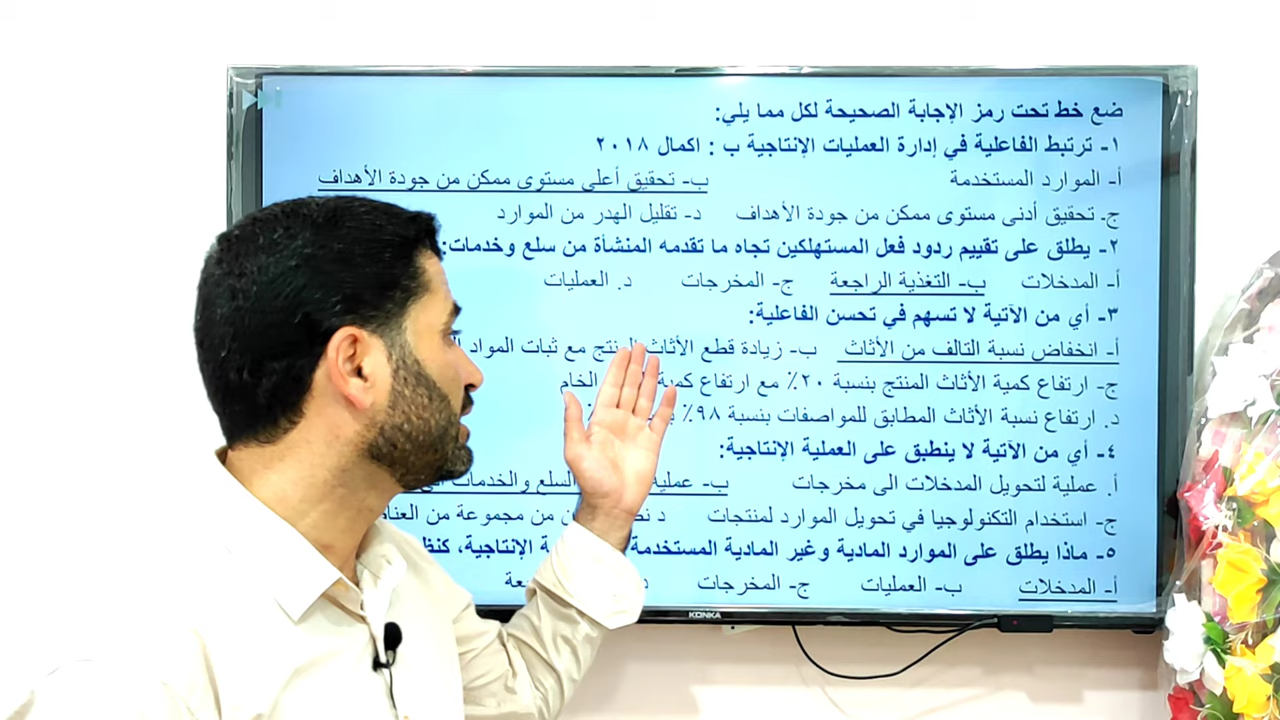 ضع خط تحت رمز الإجابة الصحيحة لكل مما يلي:
١- ترتبط الفاعلية في إدارة العمليات الإنتاجية ب : اكمال ٢٠١٨
أ- الموارد المستخدمة ب- تحقيق أعلى مستوى ممكن من جودة الأهداف
ج- تحقيق أدنى مستوى ممكن من جودة الأهداف د- تقليل الهدر من الموارد
٢- يطلق على تقييم ردود فعل المستهلكين تجاه ما تقدمه المنشأة من سلع وخدمات:
أ- المدخلات ب- التغذية الراجعة ج- المخرجات د. العمليات
٣- أي من الآتية لا تسهم في تحسن الفاعلية:
أ- انخفاض نسبة التالف من الأثاث ب- زيادة قطع الأثاث المنتج مع ثبات المواد
ج- ارتفاع كمية الأثاث المنتج بنسبة ٢٠٪ مع ارتفاع كمية الخام
د. ارتفاع نسبة الأثاث المطابق للمواصفات بنسبة ٩٨٪
٤- أي من الآتية لا ينطبق على العملية الإنتاجية:
أ. عملية لتحويل المدخلات الى مخرجات ب- عملية السلع والخدمات
ج- استخدام التكنولوجيا في تحويل الموارد لمنتجات د من مجموعة من
٥- ماذا يطلق على الموارد المادية وغير المادية المستخدمة الإنتاجية،
أ- المدخلات ب- العمليات ج- المخرجات
KONKA